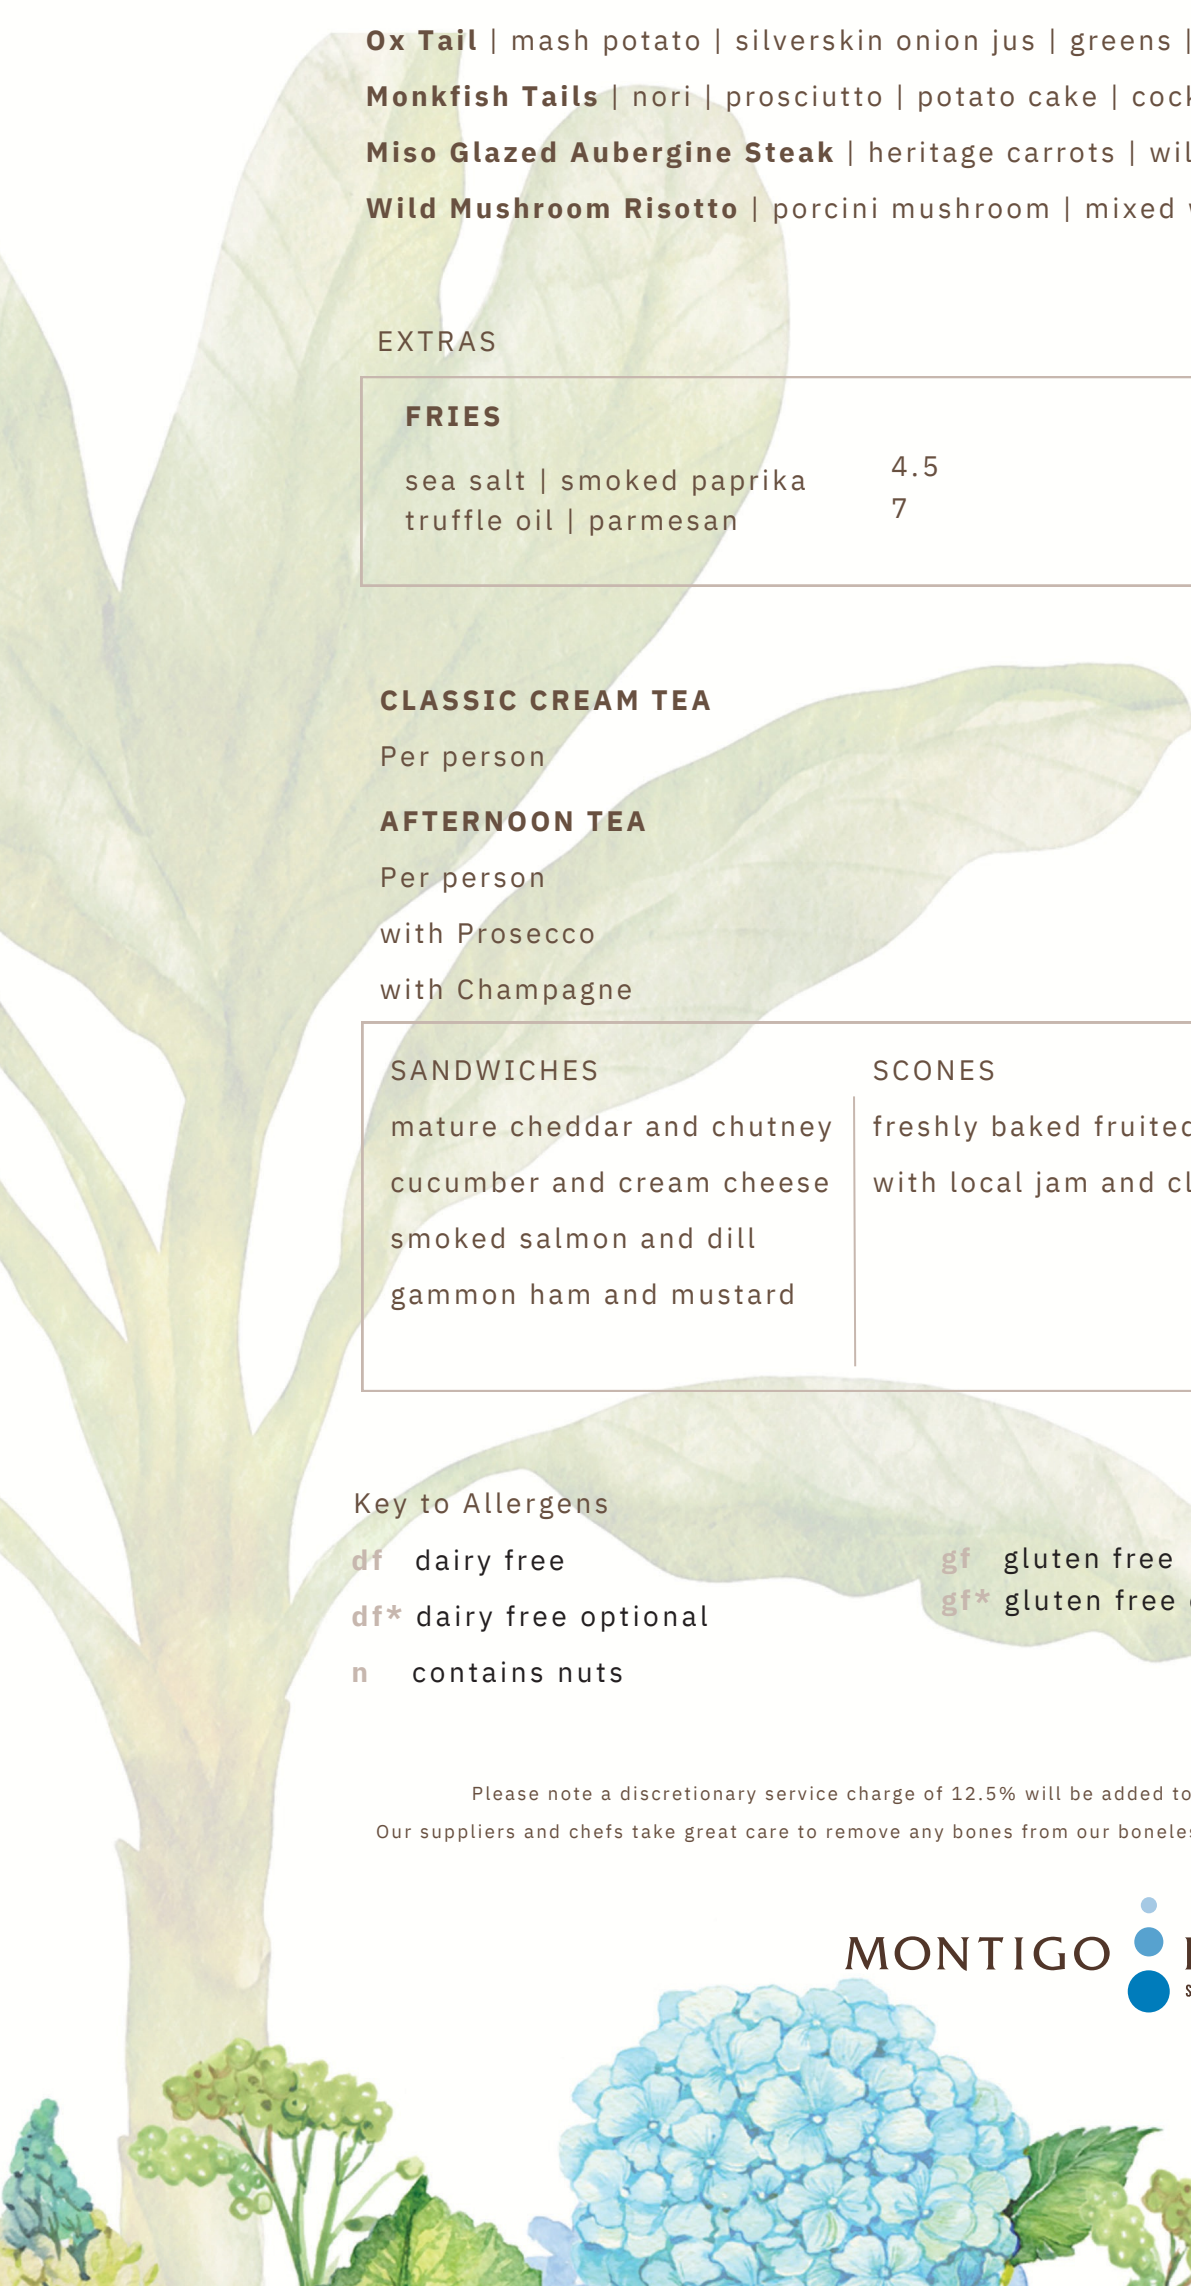 Ox Tail | mash potato | silverskin onion jus | greens |
Monkfish Tails | nori | prosciutto | potato cake |
Miso Glazed Aubergine Steak | heritage carrots |
Wild Mushroom Risotto | porcini mushroom | mixed
EXTRAS
FRIES
sea salt | smoked paprika 4.5
truffle oil | parmesan 7
CLASSIC CREAM TEA
Per person
AFTERNOON TEA
Per person
with Prosecco
with Champagne
SANDWICHES
mature cheddar and chutney
cucumber and cream cheese
smoked salmon and dill
gammon ham and mustard
SCONES
freshly baked fruited
with local jam and
Key to Allergens
df dairy free
df* dairy free optional
n contains nuts
gf gluten free
gf* gluten free
Please note a discretionary service charge of 12.5% will be added to
Our suppliers and chefs take great care to remove any bones from our
MONTIGO